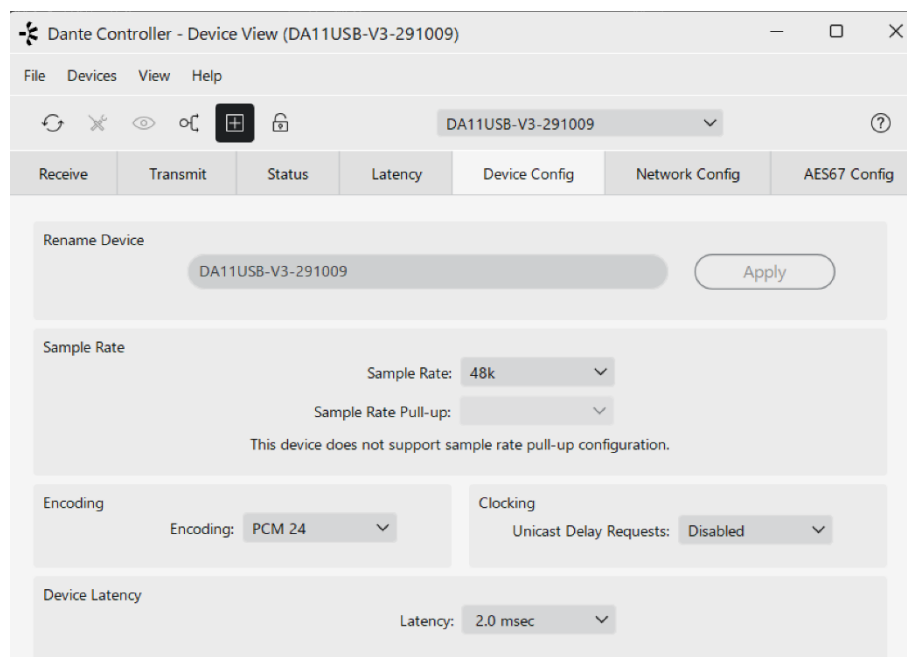 Dante Controller - Device View (DA11USB-V3-291009)
File Devices View Help
DA11USB-V3-291009
Receive Transmit Status Latency Device Config Network Config AES67 Config
Rename Device
DA11USB-V3-291009 Apply
Sample Rate
Sample Rate: 48k
Sample Rate Pull-up:
This device does not support sample rate pull-up configuration.
Encoding
Encoding: PCM 24
Clocking
Unicast Delay Requests: Disabled
Device Latency
Latency: 2.0 msec